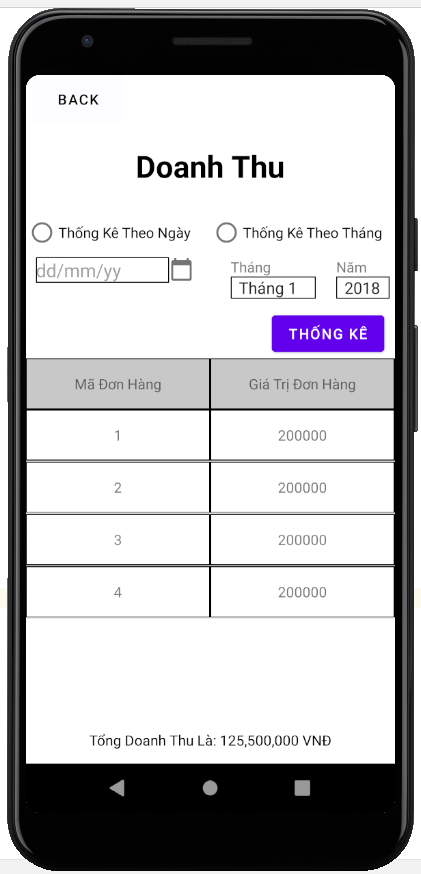 BACK
Doanh Thu
Thống Kê Theo Ngày
Thống Kê Theo Tháng
dd/mm/yy
Tháng
Năm
Tháng 1
2018
THỐNG KÊ
Mã Đơn Hàng
Giá Trị Đơn Hàng
1
200000
2
200000
3
200000
4
200000
Tổng Doanh Thu Là: 125,500,000 VNĐ